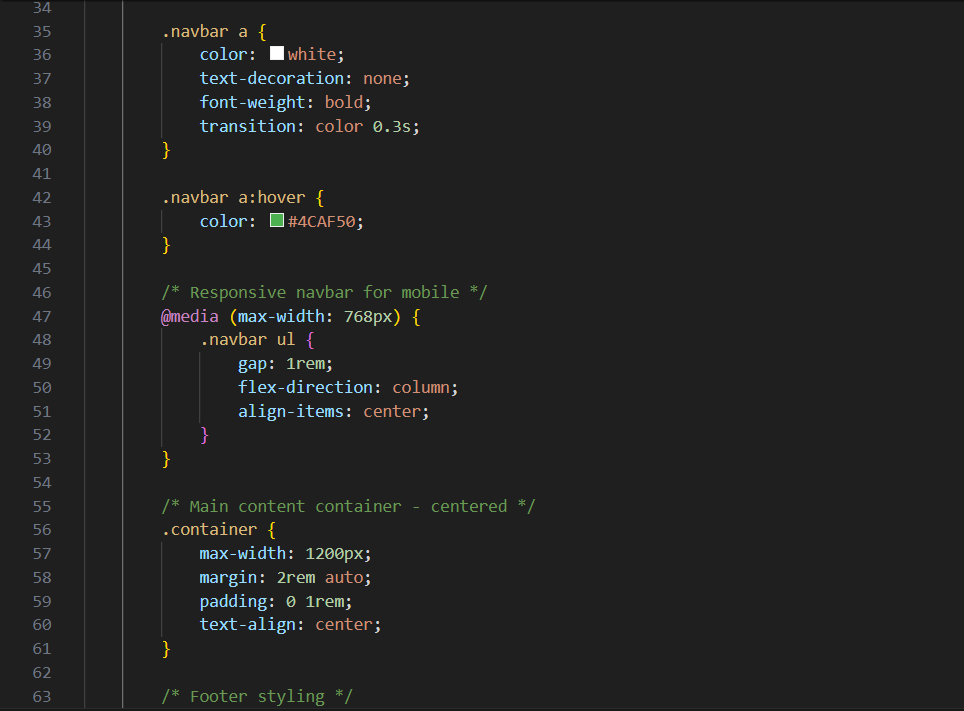 34
35 .navbar a {
36 color: white;
37 text-decoration: none;
38 font-weight: bold;
39 transition: color 0.3s;
40 }
41
42 .navbar a:hover {
43 color: #4CAF50;
44 }
45
46 /* Responsive navbar for mobile */
47 @media (max-width: 768px) {
48 .navbar ul {
49 gap: 1rem;
50 flex-direction: column;
51 align-items: center;
52 }
53 }
54
55 /* Main content container - centered */
56 .container {
57 max-width: 1200px;
58 margin: 2rem auto;
59 padding: 0 1rem;
60 text-align: center;
61 }
62
63 /* Footer styling */